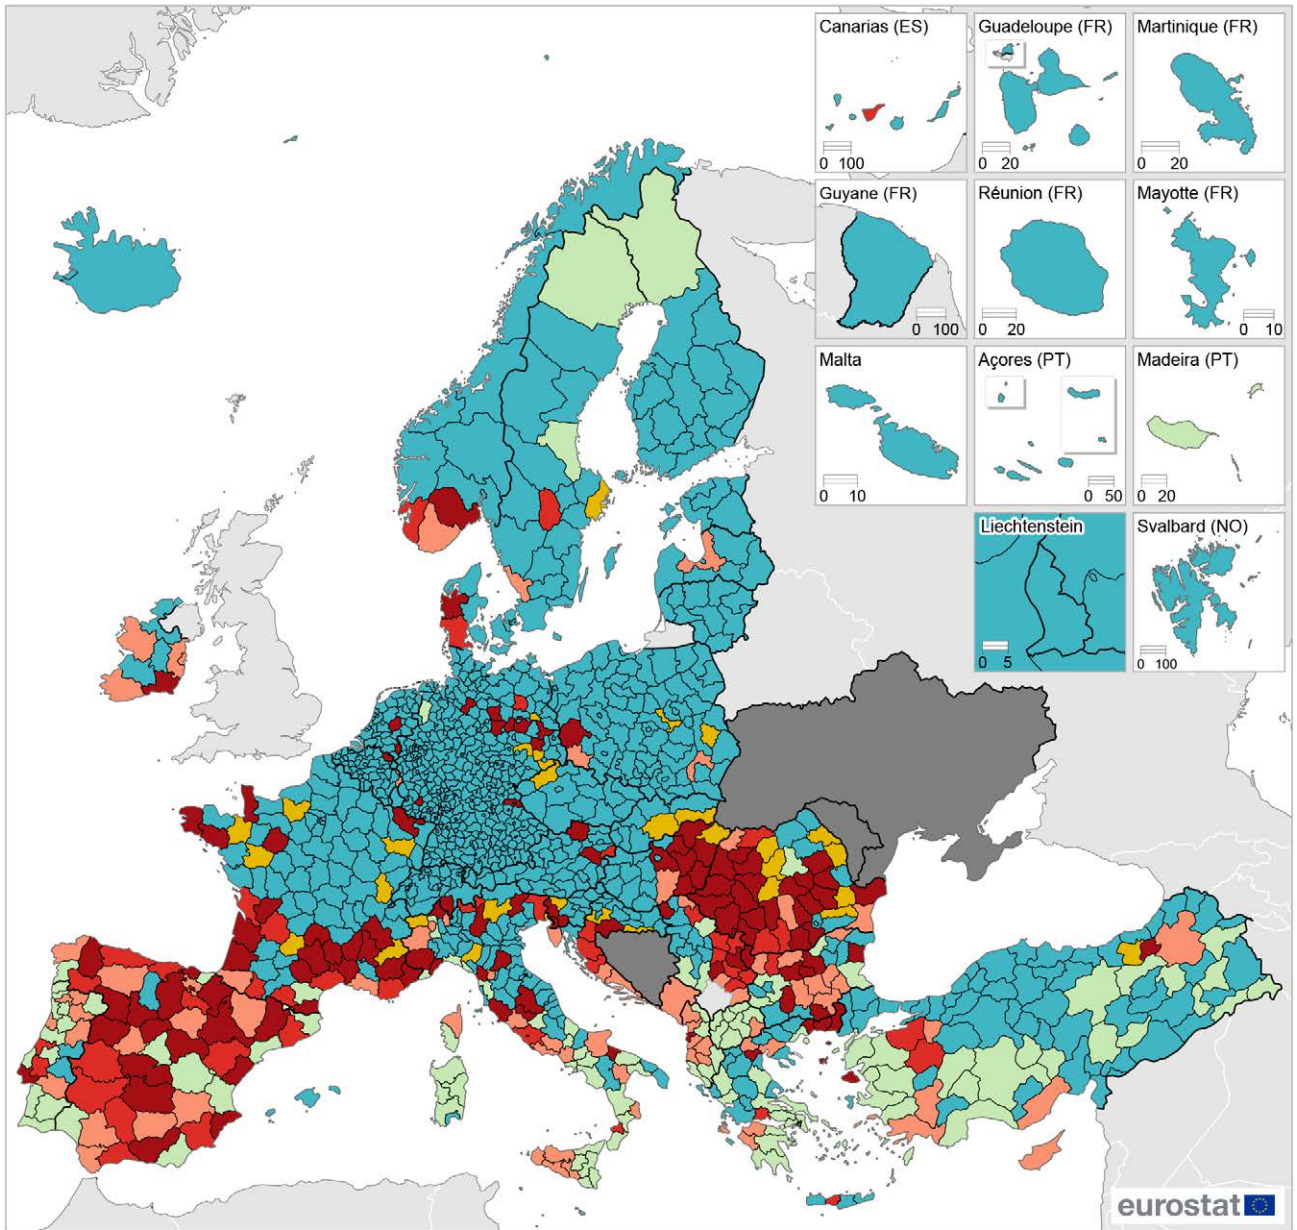 Canarias (ES)
0 100
Guadeloupe (FR)
0 20
Martinique (FR)
0 20
Guyane (FR)
0 100
Réunion (FR)
0 20
Mayotte (FR)
0 10
Malta
0 10
Açores (PT)
0 50
Madeira (PT)
0 20
Liechtenstein
0 5
Svalbard (NO)
0 100
eurostat